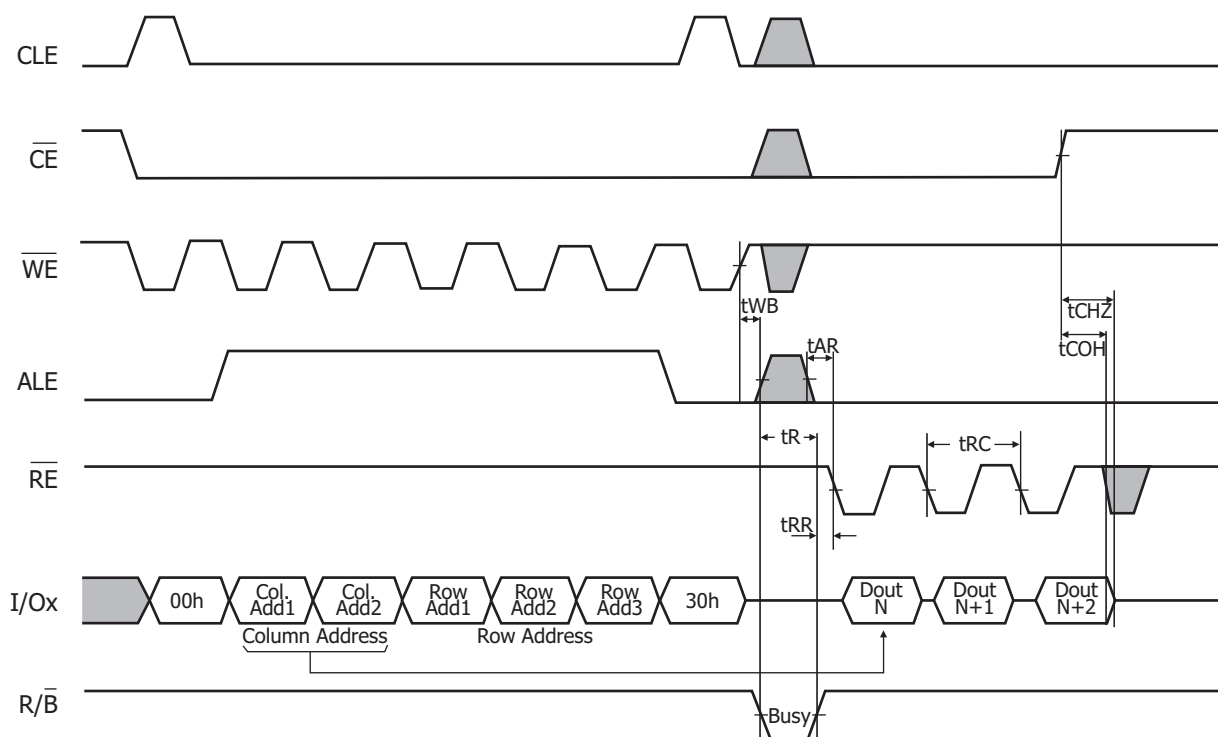 CLE
CE
WE
tWB
tCHZ
tCOH
tAR
ALE
tR
tRC
RE
tRR
I/Ox
00h
Col.
Add1
Col.
Add2
Row
Add1
Row
Add2
Row
Add3
30h
Dout
N
Dout
N+1
Dout
N+2
Column Address
Row Address
R/B
Busy